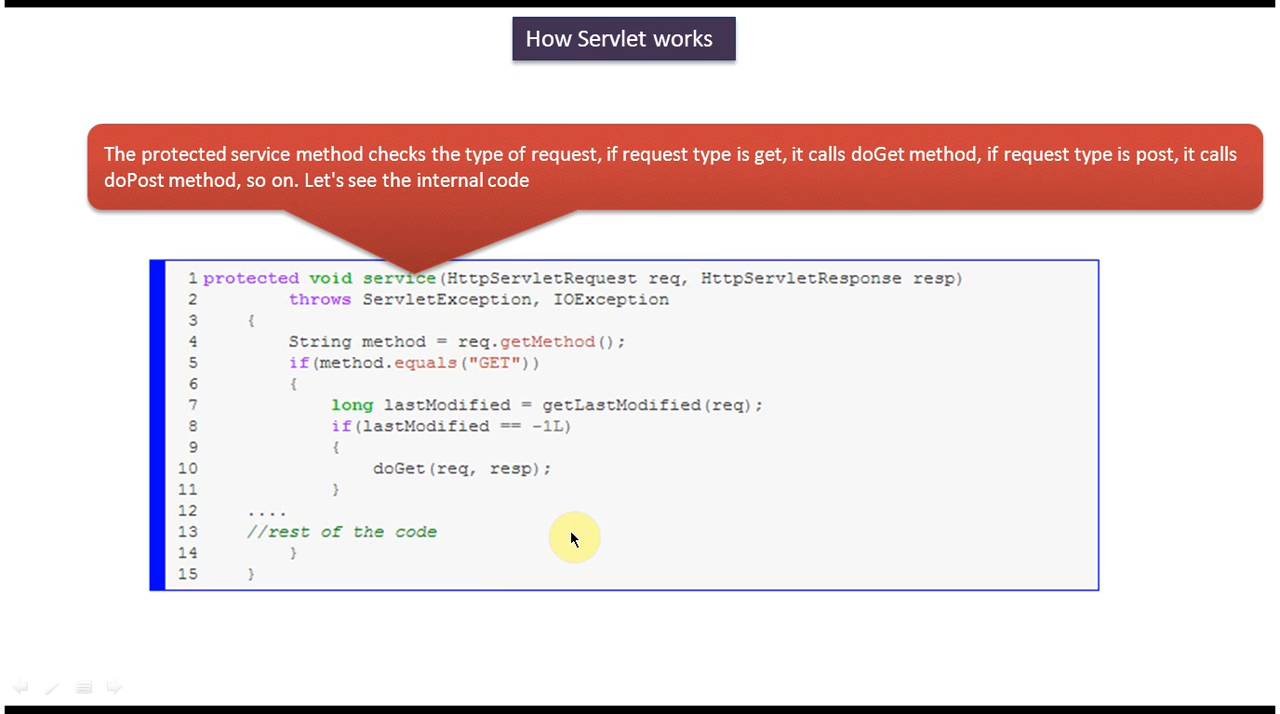 How Servlet works
The protected service method checks the type of request, if request type is get, it calls doGet method, if request type is post, it calls
doPost method, so on. Let's see the internal code
1 protected void service(HttpServletRequest req, HttpServletResponse resp)
2 throws ServletException, IOException
3 {
4 String method = req.getMethod();
5 if(method.equals("GET"))
6 {
7 long lastModified = getLastModified(req);
8 if(lastModified == -1L)
9 {
10 doGet(req, resp);
11 }
12 ....
13 //rest of the code
14 }
15 }